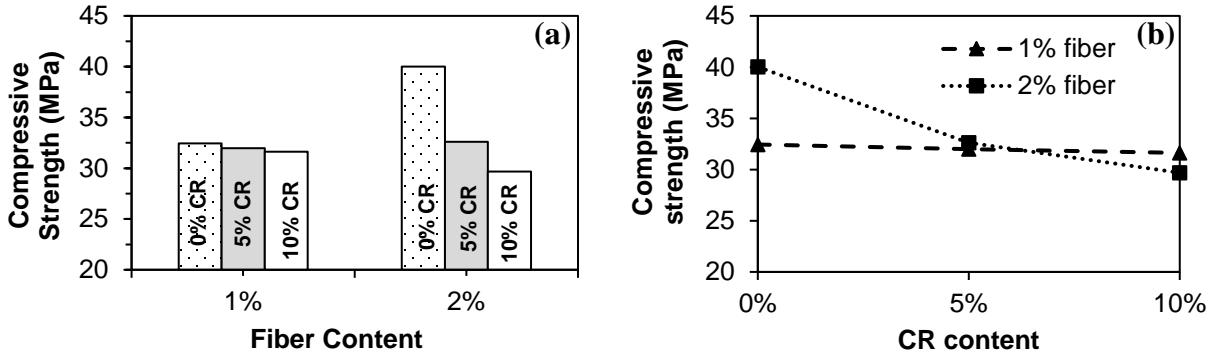 (a)
Compressive
Strength (MPa)
45
40
35
30
25
20
0% CR
5% CR
10% CR
0% CR
5% CR
10% CR
1%
2%
Fiber Content
(b)
Compressive
strength (MPa)
45
40
35
30
25
20
1% fiber
2% fiber
0%
5%
10%
CR content